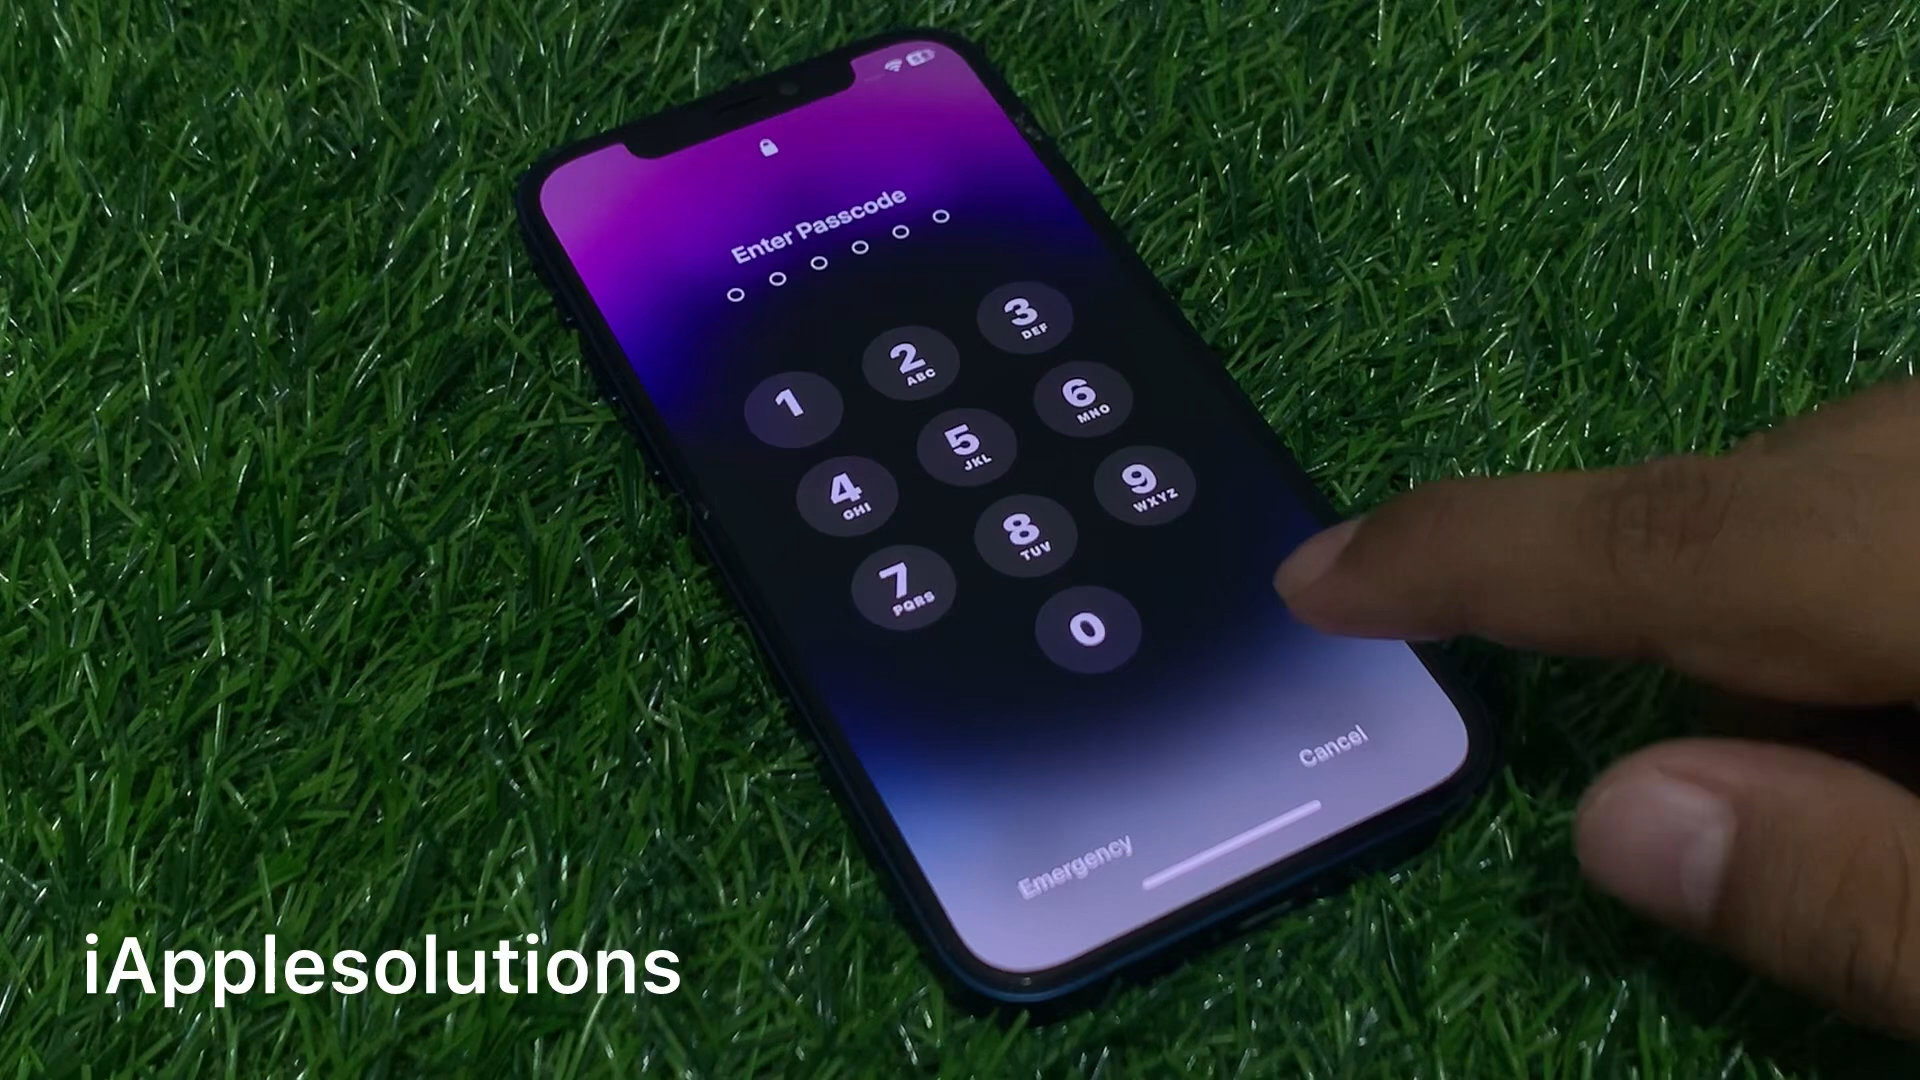 Enter Passcode
1
2
ABC
3
DEF
4
GHI
5
JKL
6
MNO
7
PQRS
8
TUV
9
WXYZ
0
Emergency
Cancel
iApplesolutions